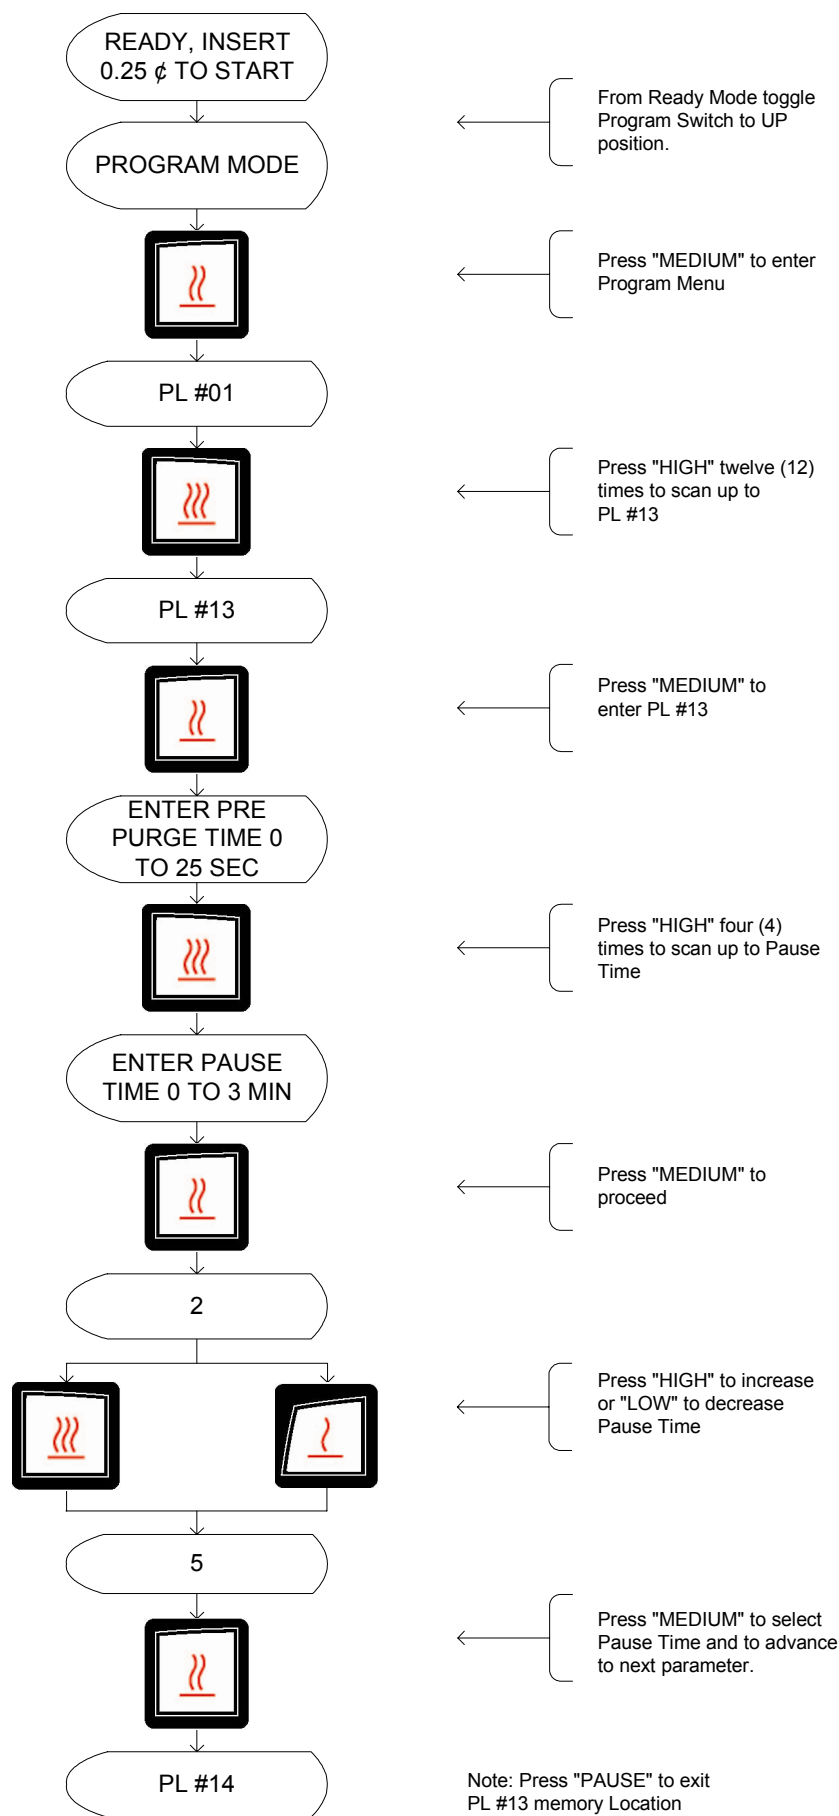 READY, INSERT
0.25 ¢ TO START
From Ready Mode toggle
Program Switch to UP
position.
PROGRAM MODE
Press "MEDIUM" to enter
Program Menu
PL #01
Press "HIGH" twelve (12)
times to scan up to
PL #13
PL #13
Press "MEDIUM" to
enter PL #13
ENTER PRE
PURGE TIME 0
TO 25 SEC
Press "HIGH" four (4)
times to scan up to Pause
Time
ENTER PAUSE
TIME 0 TO 3 MIN
Press "MEDIUM" to
proceed
2
Press "HIGH" to increase
or "LOW" to decrease
Pause Time
5
Press "MEDIUM" to select
Pause Time and to advance
to next parameter.
PL #14
Note: Press "PAUSE" to exit
PL #13 memory Location